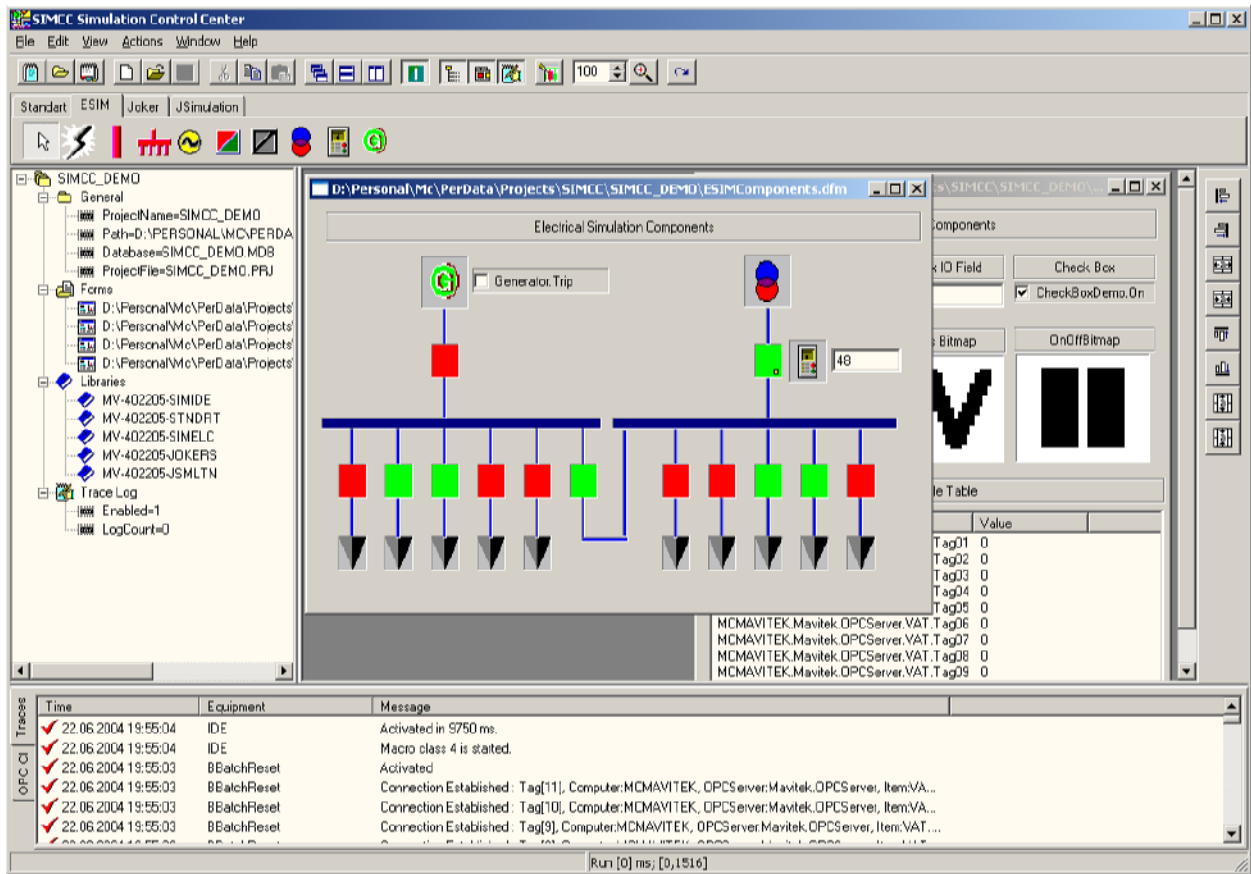 SIMCC Simulation Control Center
File Edit View Actions Window Help
100
Standart ESIM Joker JSimulation
SIMCC_DEMO
General
ProjectName=SIMCC_DEMO
Path=D:\PERSONAL\MC\PERDA
Database=SIMCC_DEMO.MDB
ProjectFile=SIMCC_DEMO.PRJ
Forms
D:\Personal\Mc\PerData\Projects
D:\Personal\Mc\PerData\Projects
D:\Personal\Mc\PerData\Projects
D:\Personal\Mc\PerData\Projects
Libraries
MV-402205-SIMIDE
MV-402205-STNDRT
MV-402205-SIMELC
MV-402205-JOKERS
MV-402205-JSMLTN
Trace Log
Enabled=1
LogCount=0
D:\Personal\Mc\PerData\Projects\SIMCC\SIMCC_DEMO\ESIMComponents.dfm
Electrical Simulation Components
Generator.Trip
48
s\SIMCC\SIMCC_DEMO\...
Components
IO Field
Check Box
CheckBoxDemo.On
Bitmap
OnOffBitmap
le Table
Value
Tag01 0
Tag02 0
Tag03 0
Tag04 0
Tag05 0
MCMAVITEK.Mavitek.OPCServer.VAT.Tag06 0
MCMAVITEK.Mavitek.OPCServer.VAT.Tag07 0
MCMAVITEK.Mavitek.OPCServer.VAT.Tag08 0
MCMAVITEK.Mavitek.OPCServer.VAT.Tag09 0
Traces
OPC CI
Time Equipment Message
22.06.2004 19:55:04 IDE Activated in 9750 ms.
22.06.2004 19:55:04 IDE Macro class 4 is started.
22.06.2004 19:55:03 BBatchReset Activated
22.06.2004 19:55:03 BBatchReset Connection Established : Tag[11], Computer:MCMAVITEK, OPCServer:Mavitek.OPCServer, Item:VA...
22.06.2004 19:55:03 BBatchReset Connection Established : Tag[10], Computer:MCMAVITEK, OPCServer:Mavitek.OPCServer, Item:VA...
22.06.2004 19:55:03 BBatchReset Connection Established : Tag[9], Computer:MCMAVITEK, OPCServer:Mavitek.OPCServer, Item:VAT....
Run [0] ms; [0,1516]